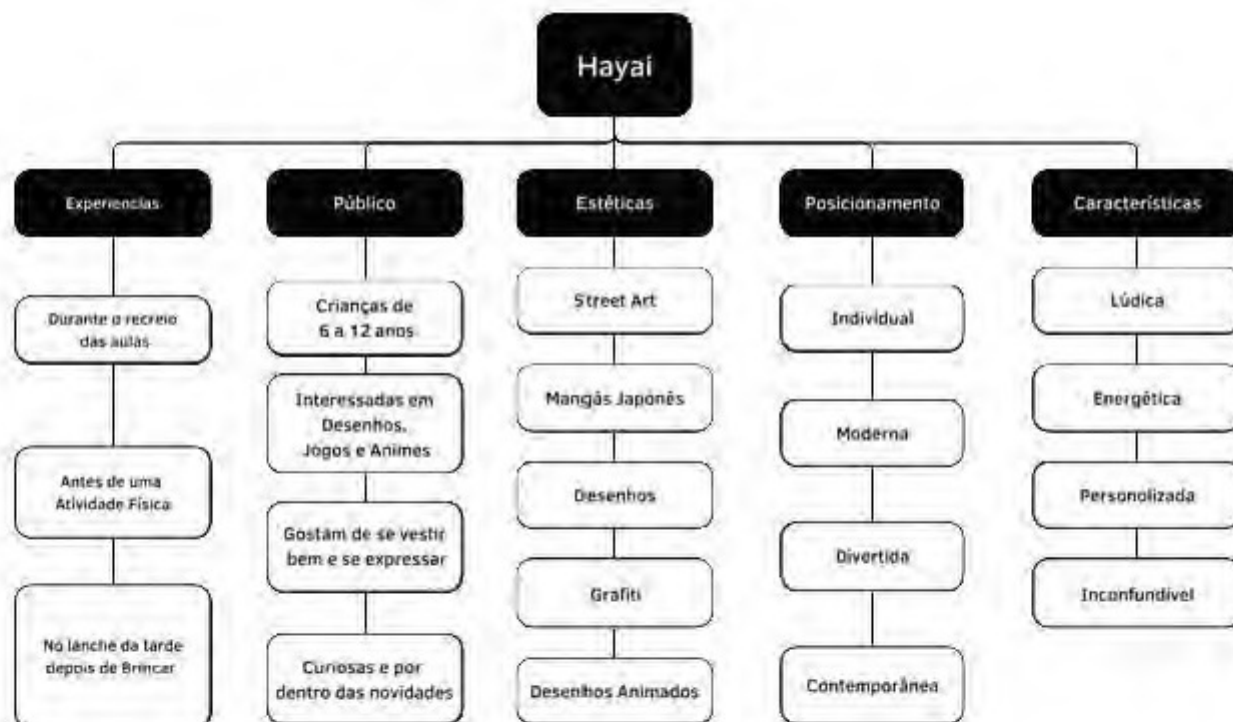 Hayai
Experiencias
Durante o recreio
das aulas
Antes de uma
Atividade Física
No lanche da tarde
depois de Brincar
Público
Crianças de
6 a 12 anos
Interessadas em
Desenhos,
Jogos e Animes
Gostam de se vestir
bem e se expressar
Curiosas e por
dentro das novidades
Estéticas
Street Art
Mangás Japonês
Desenhos
Grafiti
Desenhos Animados
Posicionamento
Individual
Moderna
Divertida
Contemporânea
Características
Lúdica
Energética
Personolizada
Inconfundível